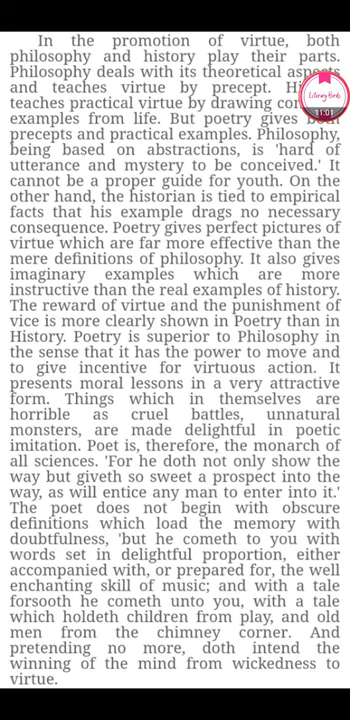 In the promotion of virtue, both
philosophy and history play their parts.
Philosophy deals with its theoretical aspects
and teaches virtue by precept.
teaches practical virtue by drawing
examples from life. But poetry gives
precepts and practical examples. Philosophy,
being based on abstractions, is 'hard of
utterance and mystery to be conceived.' It
cannot be a proper guide for youth. On the
other hand, the historian is tied to empirical
facts that his example drags no necessary
consequence. Poetry gives perfect pictures of
virtue which are far more effective than the
mere definitions of philosophy. It also gives
imaginary examples which are more
instructive than the real examples of history.
The reward of virtue and the punishment of
vice is more clearly shown in Poetry than in
History. Poetry is superior to Philosophy in
the sense that it has the power to move and
to give incentive for virtuous action. It
presents moral lessons in a very attractive
form. Things which in themselves are
horrible as cruel battles, unnatural
monsters, are made delightful in poetic
imitation. Poet is, therefore, the monarch of
all sciences. 'For he doth not only show the
way but giveth so sweet a prospect into the
way, as will entice any man to enter into it.'
The poet does not begin with obscure
definitions which load the memory with
doubtfulness, 'but he cometh to you with
words set in delightful proportion, either
accompanied with, or prepared for, the well
enchanting skill of music; and with a tale
forsooth he cometh unto you, with a tale
which holdeth children from play, and old
men from the chimney corner. And
pretending no more, doth intend the
winning of the mind from wickedness to
virtue.
Literary Birds
11:01